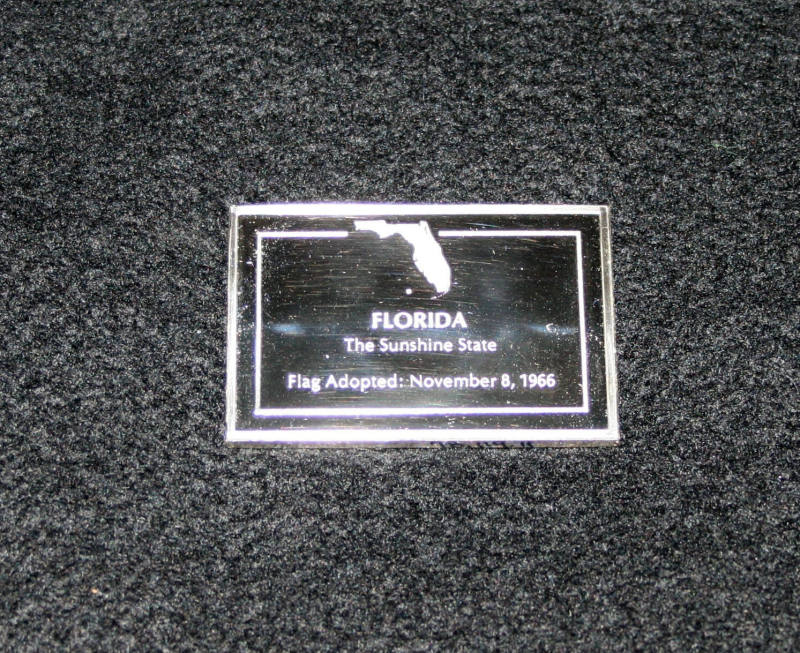 FLORIDA
The Sunshine State
Flag Adopted: November 8, 1966